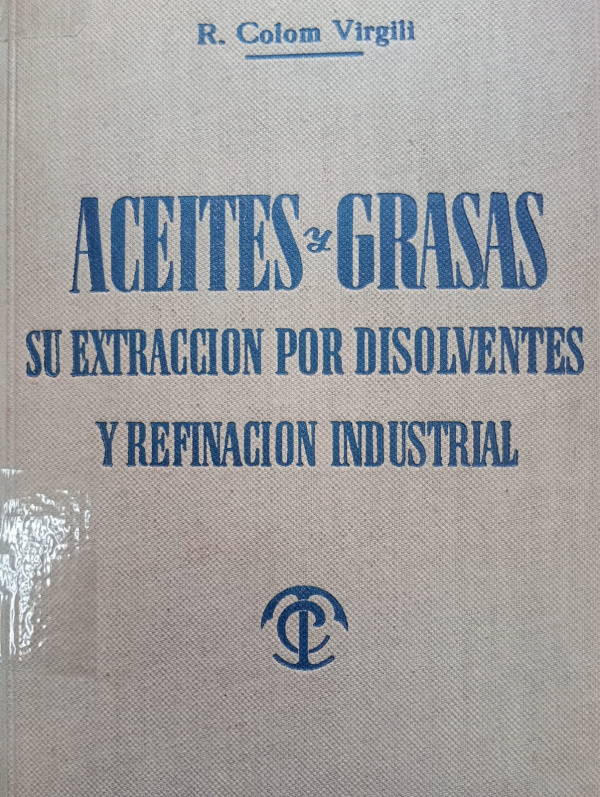 R. Colom Virgili
ACEITES y GRASAS
SU EXTRACCION POR DISOLVENTES
Y REFINACION INDUSTRIAL